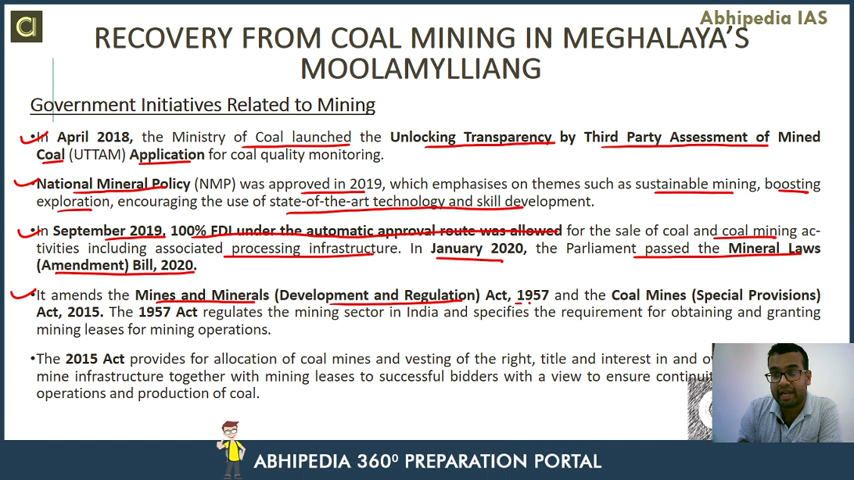 Abhipedia IAS
RECOVERY FROM COAL MINING IN MEGHALAYA'S
MOOLAMYLLIANG
Government Initiatives Related to Mining
•In April 2018, the Ministry of Coal launched the Unlocking Transparency by Third Party Assessment of Mined
Coal (UTTAM) Application for coal quality monitoring.
•National Mineral Policy (NMP) was approved in 2019, which emphasises on themes such as sustainable mining, boosting
exploration, encouraging the use of state-of-the-art technology and skill development.
•In September 2019, 100% FDI under the automatic approval route was allowed for the sale of coal and coal mining ac-
tivities including associated processing infrastructure. In January 2020, the Parliament passed the Mineral Laws
(Amendment) Bill, 2020.
•It amends the Mines and Minerals (Development and Regulation) Act, 1957 and the Coal Mines (Special Provisions)
Act, 2015. The 1957 Act regulates the mining sector in India and specifies the requirement for obtaining and granting
mining leases for mining operations.
•The 2015 Act provides for allocation of coal mines and vesting of the right, title and interest in and
mine infrastructure together with mining leases to successful bidders with a view to ensure
operations and production of coal.
ABHIPEDIA 360⁰ PREPARATION PORTAL